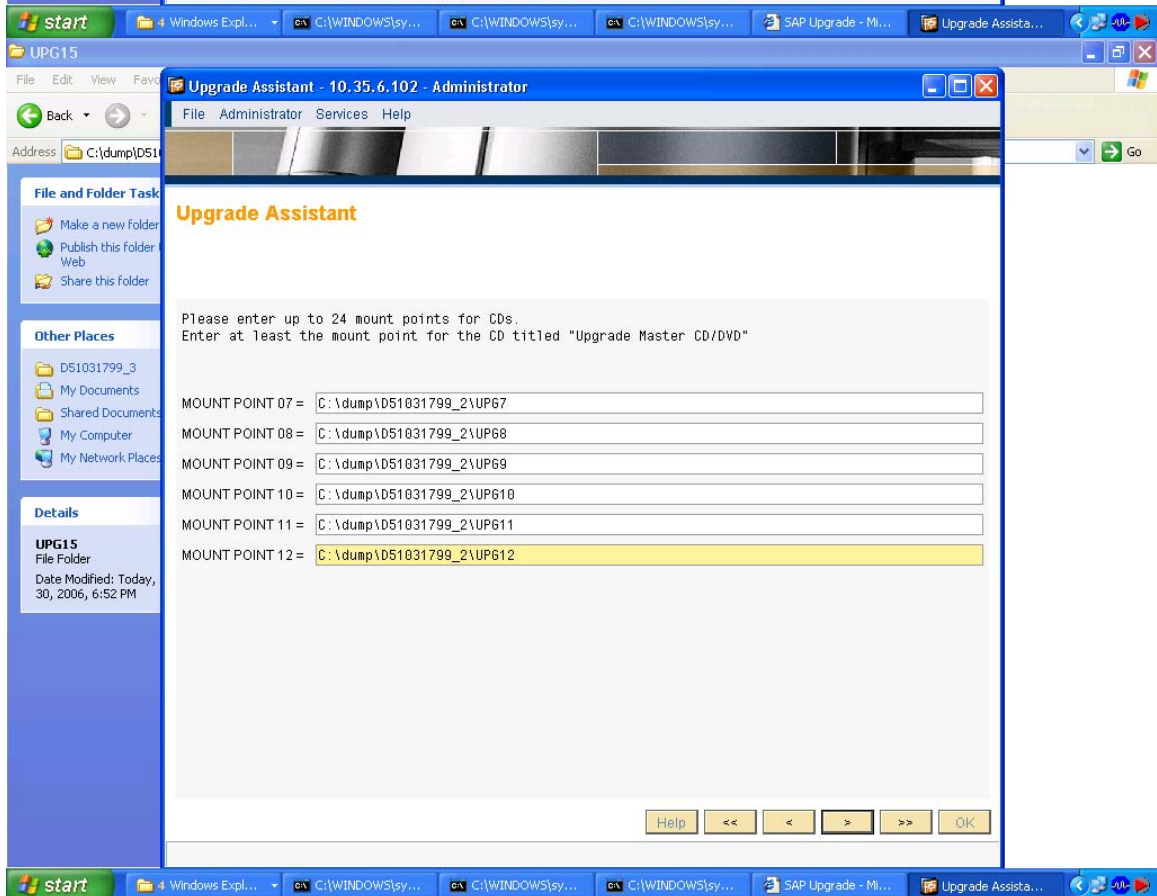 start
4 Windows Expl...
C:\WINDOWS\sy...
C:\WINDOWS\sy...
C:\WINDOWS\sy...
SAP Upgrade - Mi...
Upgrade Assista...
UPG15
File Edit View Favo
Back
Address C:\dump\D51
Go
File and Folder Task
Make a new folder
Publish this folder
Web
Share this folder
Other Places
D51031799_3
My Documents
Shared Documents
My Computer
My Network Places
Details
UPG15
File Folder
Date Modified: Today,
30, 2006, 6:52 PM
Upgrade Assistant - 10.35.6.102 - Administrator
File Administrator Services Help
Upgrade Assistant
Please enter up to 24 mount points for CDs.
Enter at least the mount point for the CD titled "Upgrade Master CD/DVD"
MOUNT POINT 07 = C:\dump\D51031799_2\UPG7
MOUNT POINT 08 = C:\dump\D51031799_2\UPG8
MOUNT POINT 09 = C:\dump\D51031799_2\UPG9
MOUNT POINT 10 = C:\dump\D51031799_2\UPG10
MOUNT POINT 11 = C:\dump\D51031799_2\UPG11
MOUNT POINT 12 = C:\dump\D51031799_2\UPG12
Help << < > >> OK
start
4 Windows Expl...
C:\WINDOWS\sy...
C:\WINDOWS\sy...
C:\WINDOWS\sy...
SAP Upgrade - Mi...
Upgrade Assista...